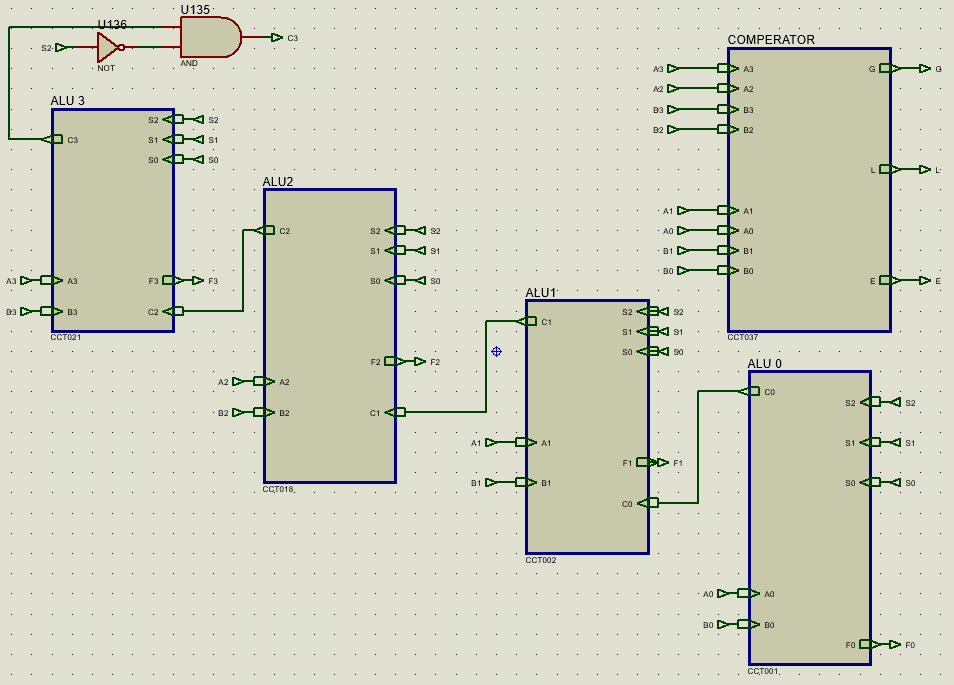 U135
U136
S2
C3
NOT
AND
ALU 3
C3
S2
S2
S1
S1
S0
S0
A3
A3
F3
F3
B3
B3
C2
CCT021
ALU2
C2
S2
S2
S1
S1
S0
S0
F2
F2
A2
A2
B2
B2
C1
CCT018
ALU1
C1
S2
S2
S1
S1
S0
S0
A1
A1
F1
F1
B1
B1
C0
CCT002
COMPERATOR
A3
A3
G
G
A2
A2
B3
B3
B2
B2
L
L
A1
A1
A0
A0
B1
B1
B0
B0
E
E
CCT037
ALU 0
C0
S2
S2
S1
S1
S0
S0
A0
A0
B0
B0
F0
F0
CCT001